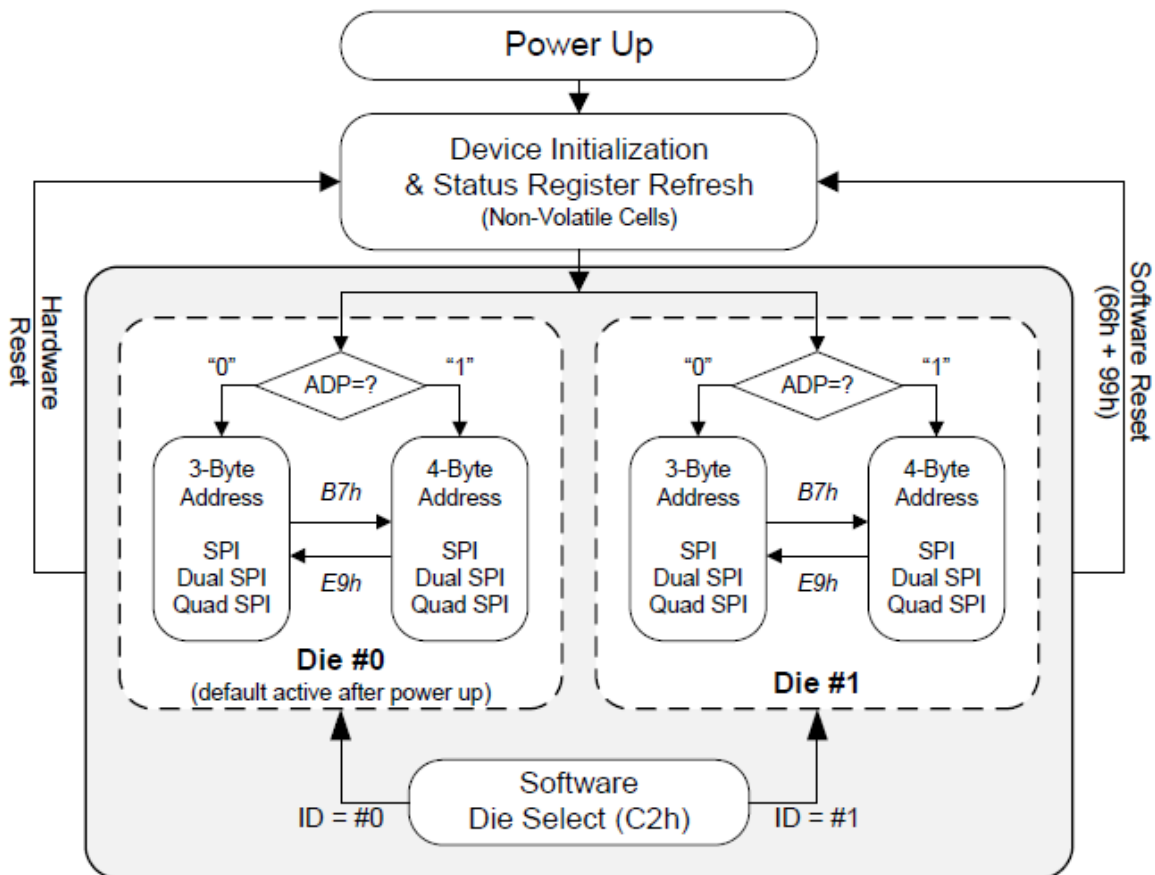 Power Up
Device Initialization
& Status Register Refresh
(Non-Volatile Cells)
Hardware
Reset
Software Reset
(66h + 99h)
“0”
ADP=?
“1”
3-Byte
Address
SPI
Dual SPI
Quad SPI
B7h
E9h
4-Byte
Address
SPI
Dual SPI
Quad SPI
Die #0
(default active after power up)
“0”
ADP=?
“1”
3-Byte
Address
SPI
Dual SPI
Quad SPI
B7h
E9h
4-Byte
Address
SPI
Dual SPI
Quad SPI
Die #1
Software
Die Select (C2h)
ID = #0
ID = #1